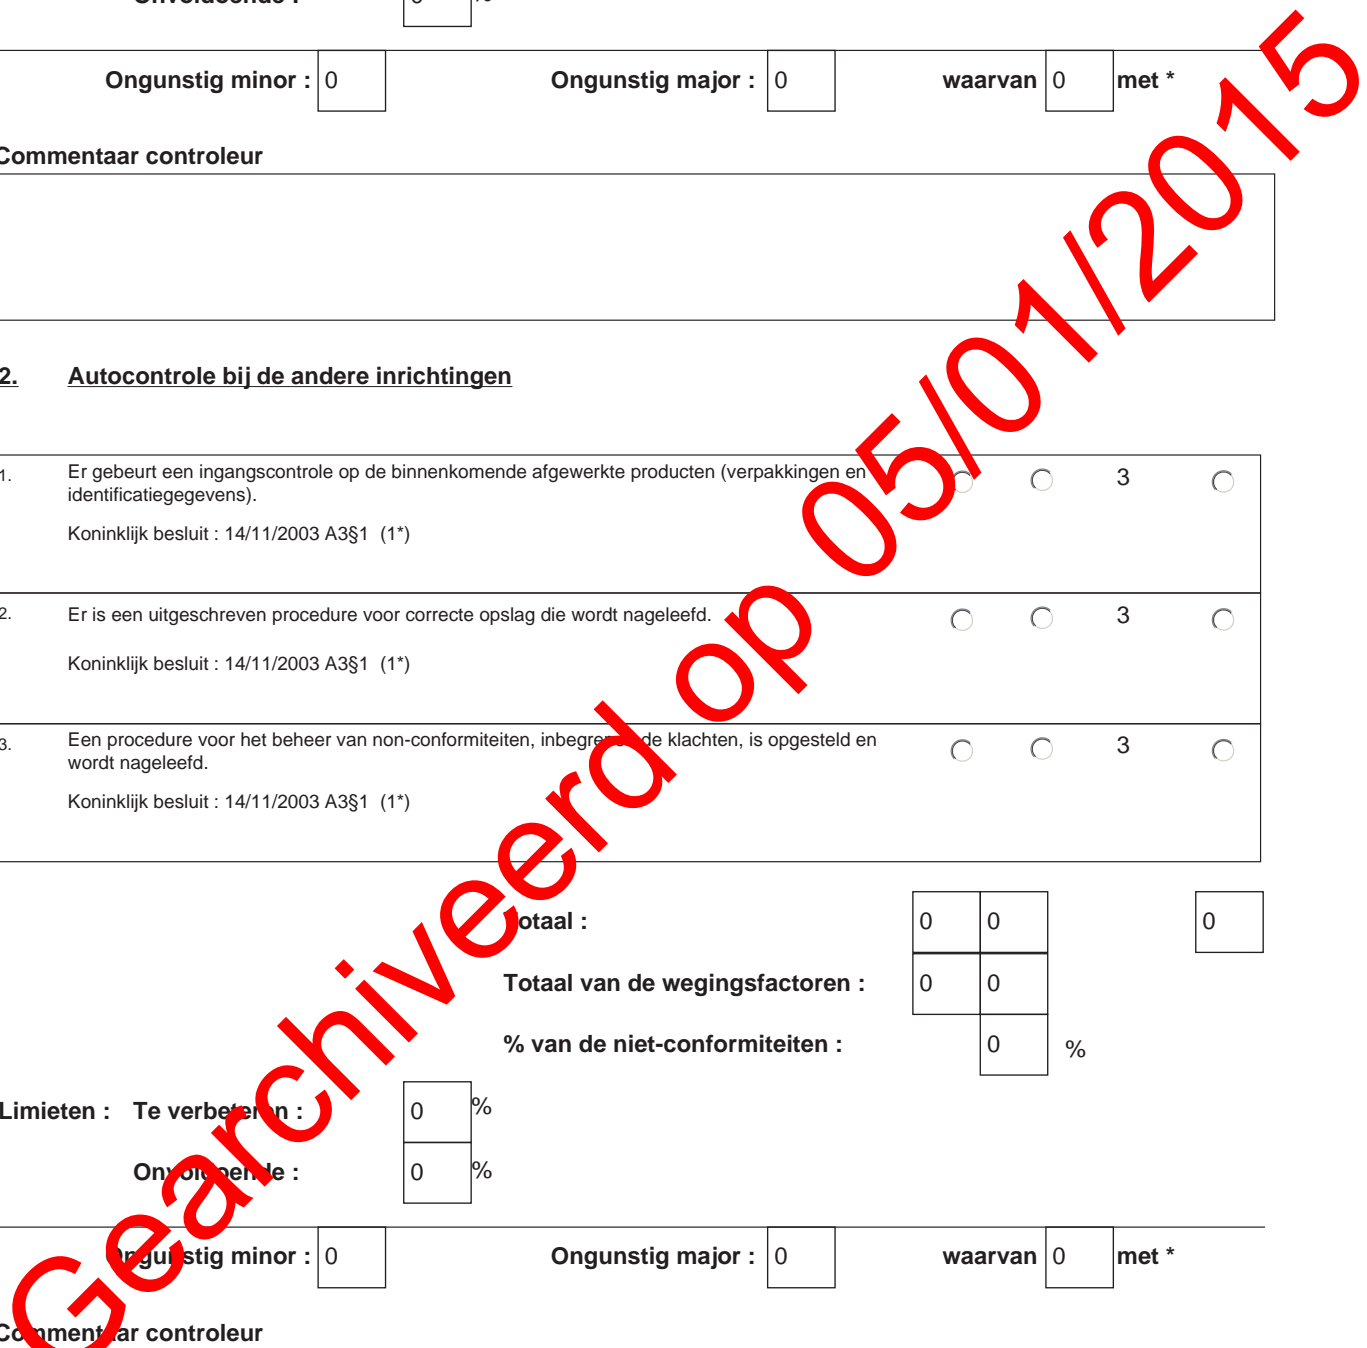 0 %
Ongunstig minor : 0 Ongunstig major : 0 waarvan 0 met *
Commentaar controleur
2. Autocontrole bij de andere inrichtingen
1. Er gebeurt een ingangscontrole op de binnenkomende afgewerkte producten (verpakkingen en 3
identificatiegegevens).
Koninklijk besluit : 14/11/2003 A3§1 (1*)
2. Er is een uitgeschreven procedure voor correcte opslag die wordt nageleefd. 3
Koninklijk besluit : 14/11/2003 A3§1 (1*)
3. Een procedure voor het beheer van non-conformiteiten, inbegrepen de klachten, is opgesteld en 3
wordt nageleefd.
Koninklijk besluit : 14/11/2003 A3§1 (1*)
Totaal : 0 0 0
Totaal van de wegingsfactoren : 0 0
% van de niet-conformiteiten : 0 %
Limieten : Te verbeteren : 0 %
Onvoldoende : 0 %
Ongunstig minor : 0 Ongunstig major : 0 waarvan 0 met *
Commentaar controleur
Gearchiveerd op 05/01/2015